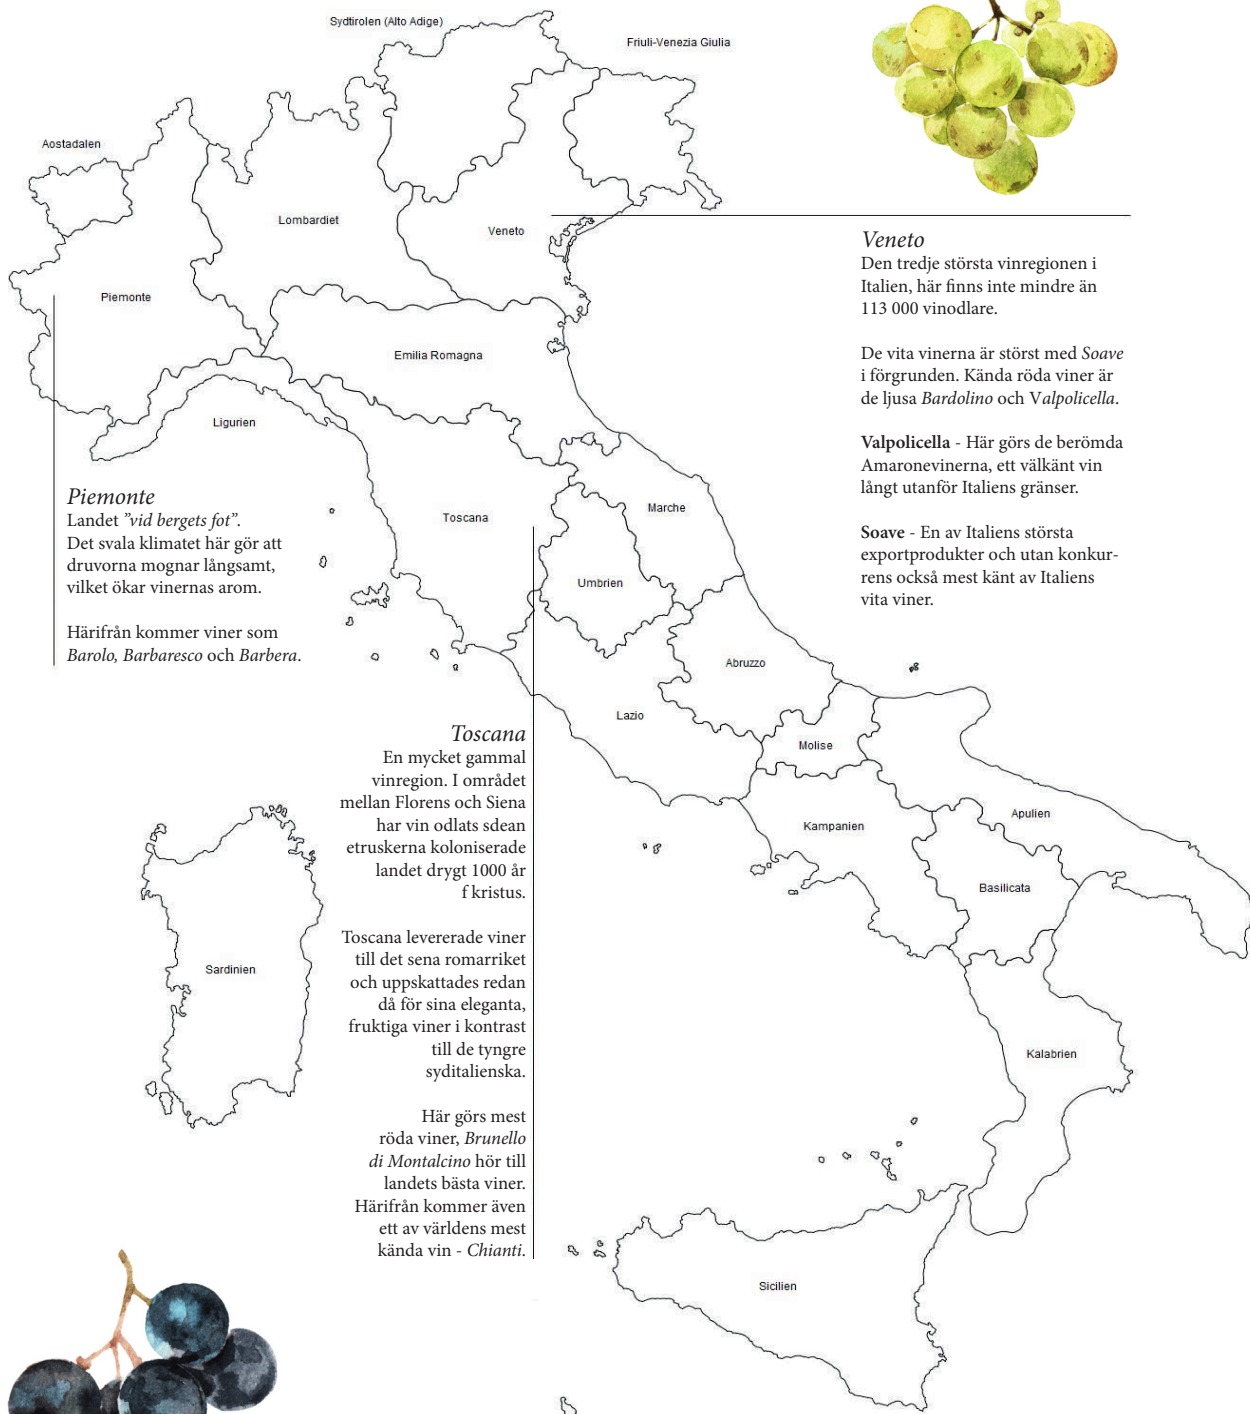 Sydtirolen (Alto Adige)
Friuli-Venezia Giulia
Aostadalen
Lombardiet
Veneto
Piemonte
Emilia Romagna
Ligurien
Toscana
Marche
Umbrien
Abruzzo
Lazio
Molise
Kampanien
Apulien
Basilicata
Sardinien
Kalabrien
Sicilien
Veneto
Den tredje största vinregionen i
Italien, här finns inte mindre än
113 000 vinodlare.
De vita vinerna är störst med Soave
i förgrunden. Kända röda viner är
de ljusa Bardolino och Valpolicella.
Valpolicella - Här görs de berömda
Amaronevinerna, ett välkänt vin
långt utanför Italiens gränser.
Soave - En av Italiens största
exportprodukter och utan konkur-
rens också mest känt av Italiens
vita viner.
Piemonte
Landet ”vid bergets fot”.
Det svala klimatet här gör att
druvorna mognar långsamt,
vilket ökar vinernas arom.
Härifrån kommer viner som
Barolo, Barbaresco och Barbera.
Toscana
En mycket gammal
vinregion. I området
mellan Florens och Siena
har vin odlats sdean
etruskerna koloniserade
landet drygt 1000 år
f kristus.
Toscana levererade viner
till det sena romarriket
och uppskattades redan
då för sina eleganta,
fruktiga viner i kontrast
till de tyngre
syditalienska.
Här görs mest
röda viner, Brunello
di Montalcino hör till
landets bästa viner.
Härifrån kommer även
ett av världens mest
kända vin - Chianti.